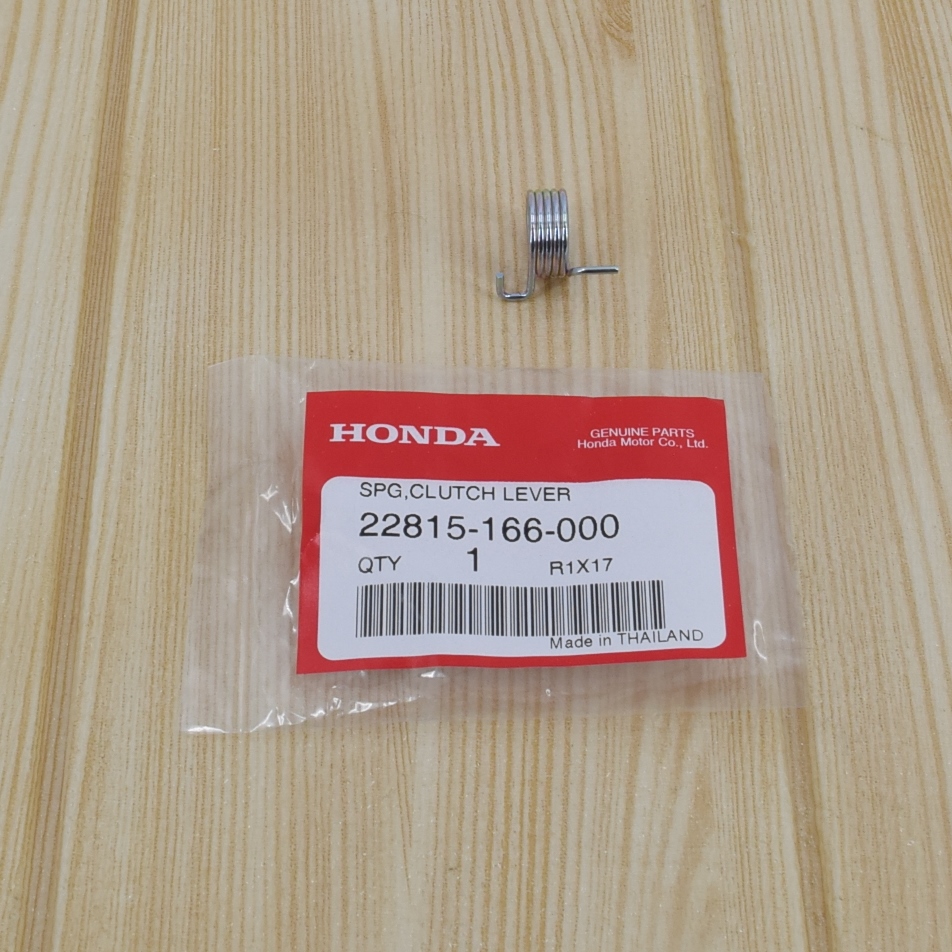 HONDA
GENUINE PARTS
Honda Motor Co., Ltd.
SPG,CLUTCH LEVER
22815-166-000
QTY 1 R1X17
Made in THAILAND